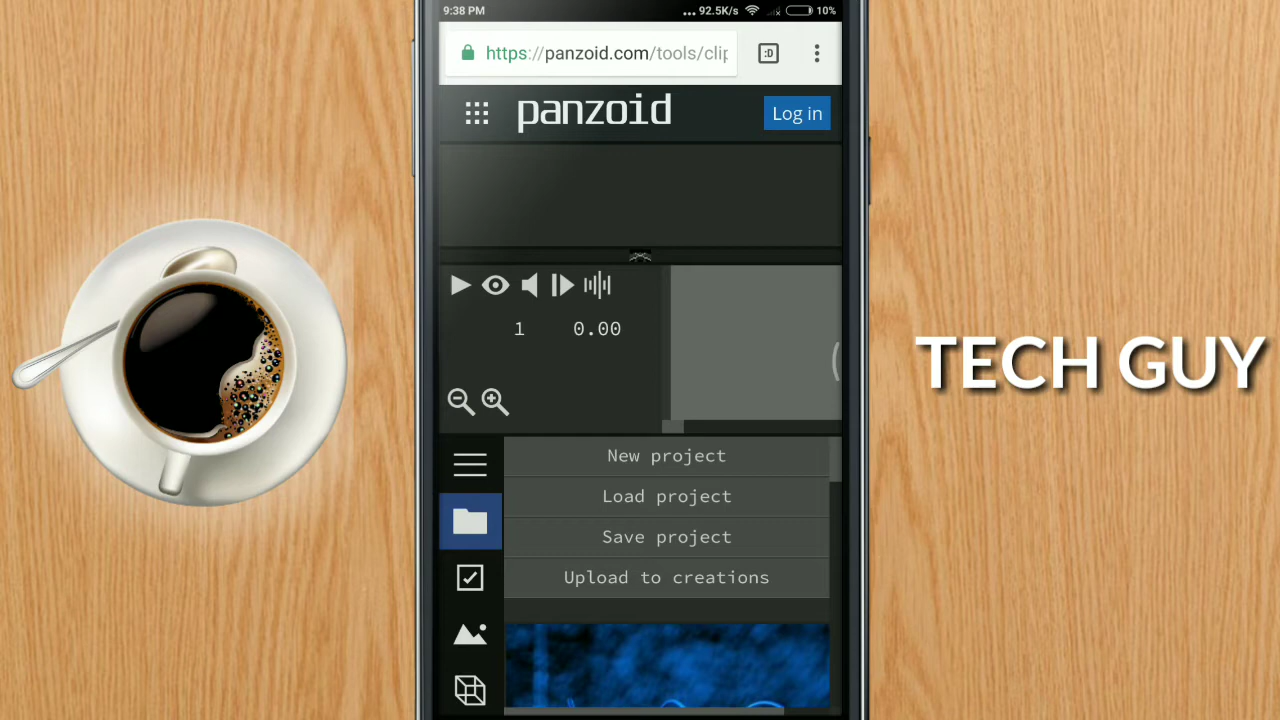 9:38 PM ... 92.5K/s 10%
https://panzoid.com/tools/clip
:D
panzoid
Log in
1 0.00
(
New project
Load project
Save project
Upload to creations
TECH GUY